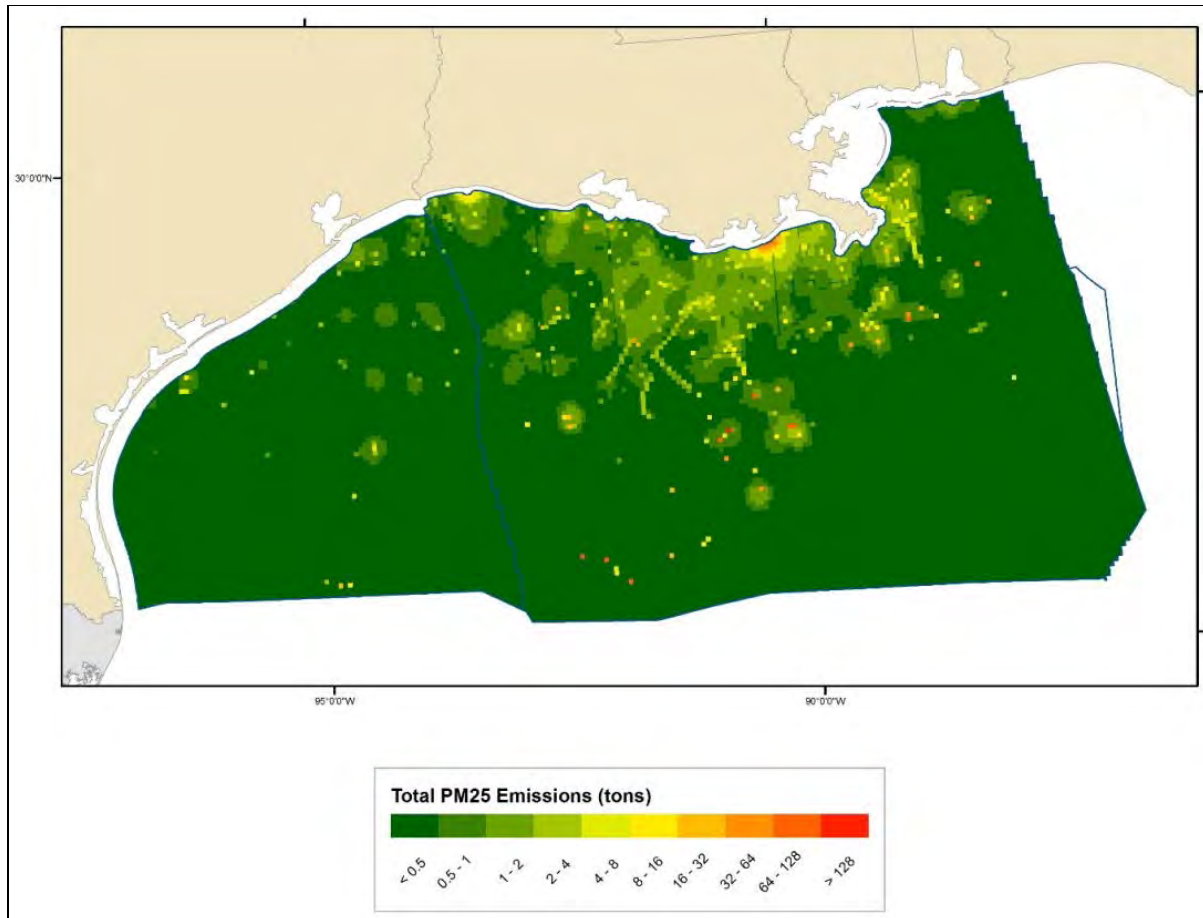 30°0'0"N
95°0'0"W
90°0'0"W
Total PM25 Emissions (tons)
< 0.5
0.5 - 1
1 - 2
2 - 4
4 - 8
8 - 16
16 - 32
32 - 64
64 - 128
> 128